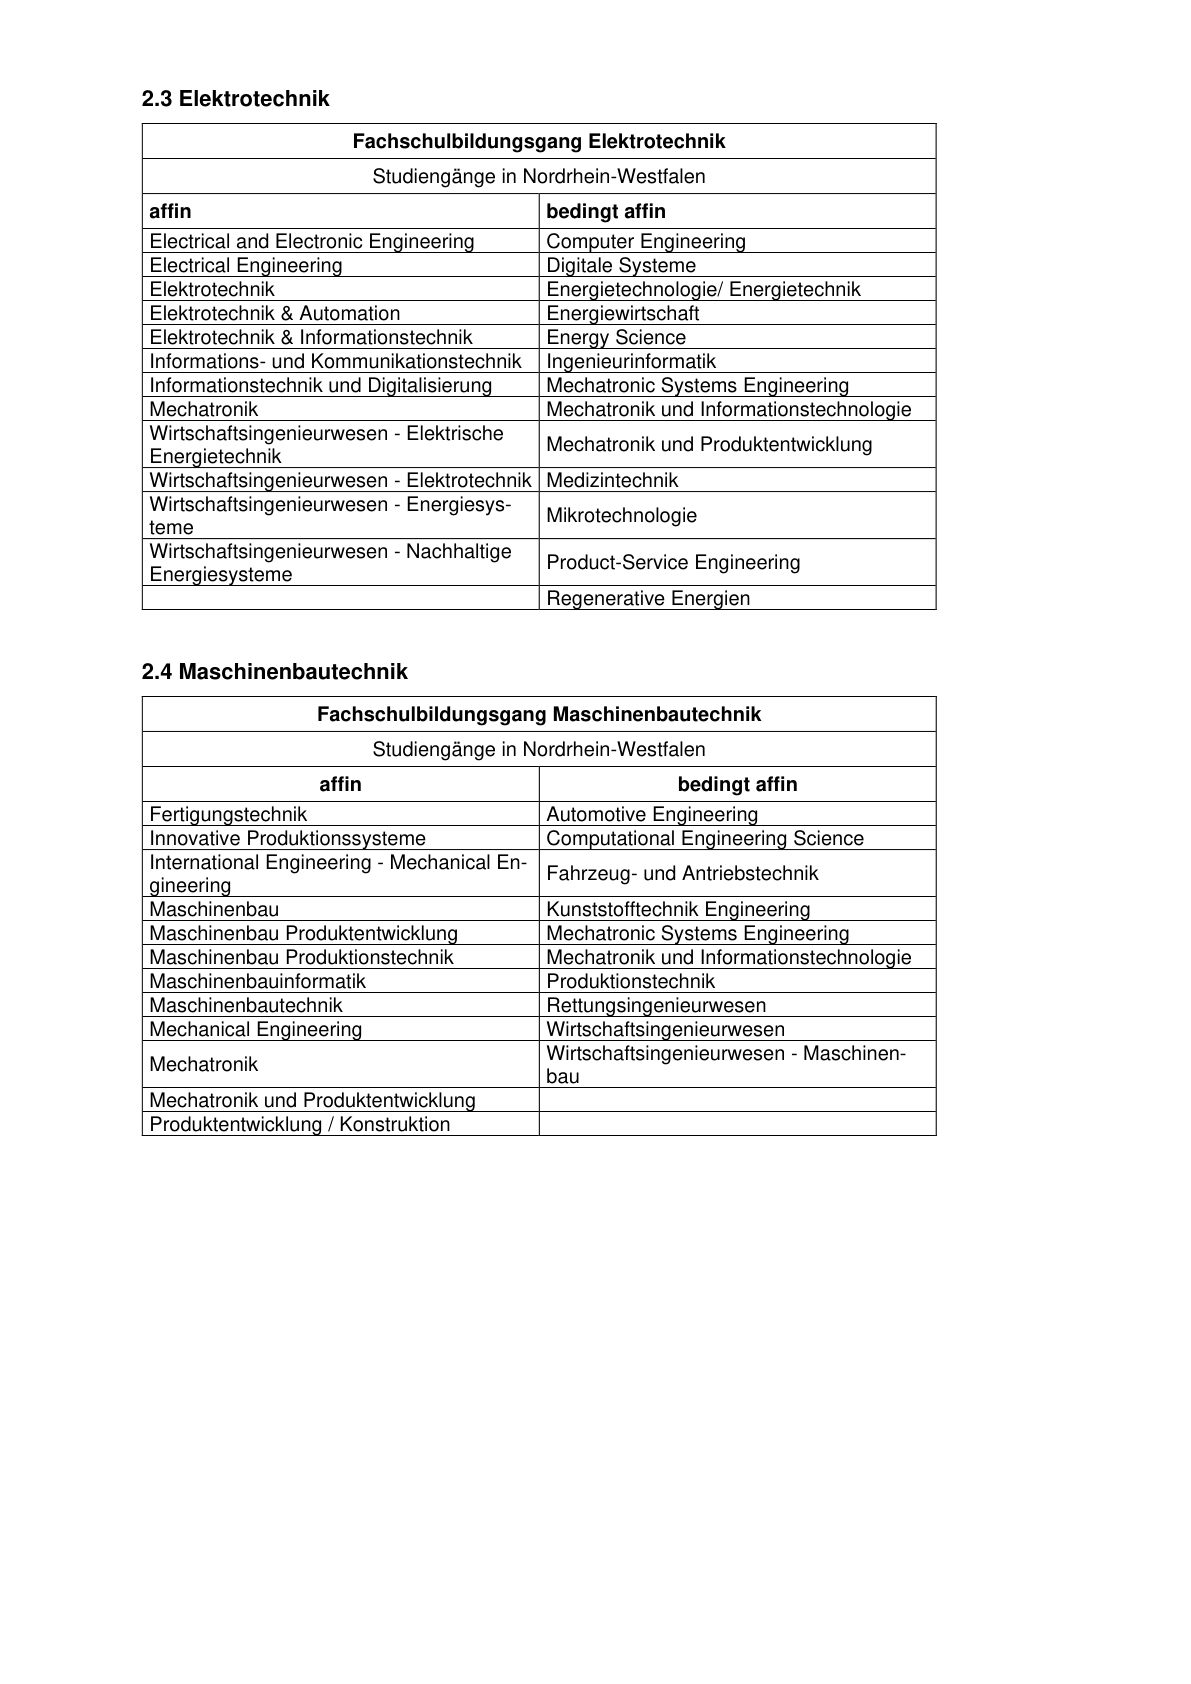 2.3 Elektrotechnik
Fachschulbildungsgang Elektrotechnik
Studiengänge in Nordrhein-Westfalen
affin bedingt affin
Electrical and Electronic Engineering Computer Engineering
Electrical Engineering Digitale Systeme
Elektrotechnik Energietechnologie/ Energietechnik
Elektrotechnik & Automation Energiewirtschaft
Elektrotechnik & Informationstechnik Energy Science
Informations- und Kommunikationstechnik Ingenieurinformatik
Informationstechnik und Digitalisierung Mechatronic Systems Engineering
Mechatronik Mechatronik und Informationstechnologie
Wirtschaftsingenieurwesen - Elektrische
Energietechnik
Mechatronik und Produktentwicklung
Wirtschaftsingenieurwesen - Elektrotechnik Medizintechnik
Wirtschaftsingenieurwesen - Energiesys-
teme
Mikrotechnologie
Wirtschaftsingenieurwesen - Nachhaltige
Energiesysteme
Product-Service Engineering
Regenerative Energien
2.4 Maschinenbautechnik
Fachschulbildungsgang Maschinenbautechnik
Studiengänge in Nordrhein-Westfalen
affin bedingt affin
Fertigungstechnik Automotive Engineering
Innovative Produktionssysteme Computational Engineering Science
International Engineering - Mechanical En-
gineering
Fahrzeug- und Antriebstechnik
Maschinenbau Kunststofftechnik Engineering
Maschinenbau Produktentwicklung Mechatronic Systems Engineering
Maschinenbau Produktionstechnik Mechatronik und Informationstechnologie
Maschinenbauinformatik Produktionstechnik
Maschinenbautechnik Rettungsingenieurwesen
Mechanical Engineering Wirtschaftsingenieurwesen
Mechatronik
Wirtschaftsingenieurwesen - Maschinen-
bau
Mechatronik und Produktentwicklung
Produktentwicklung / Konstruktion